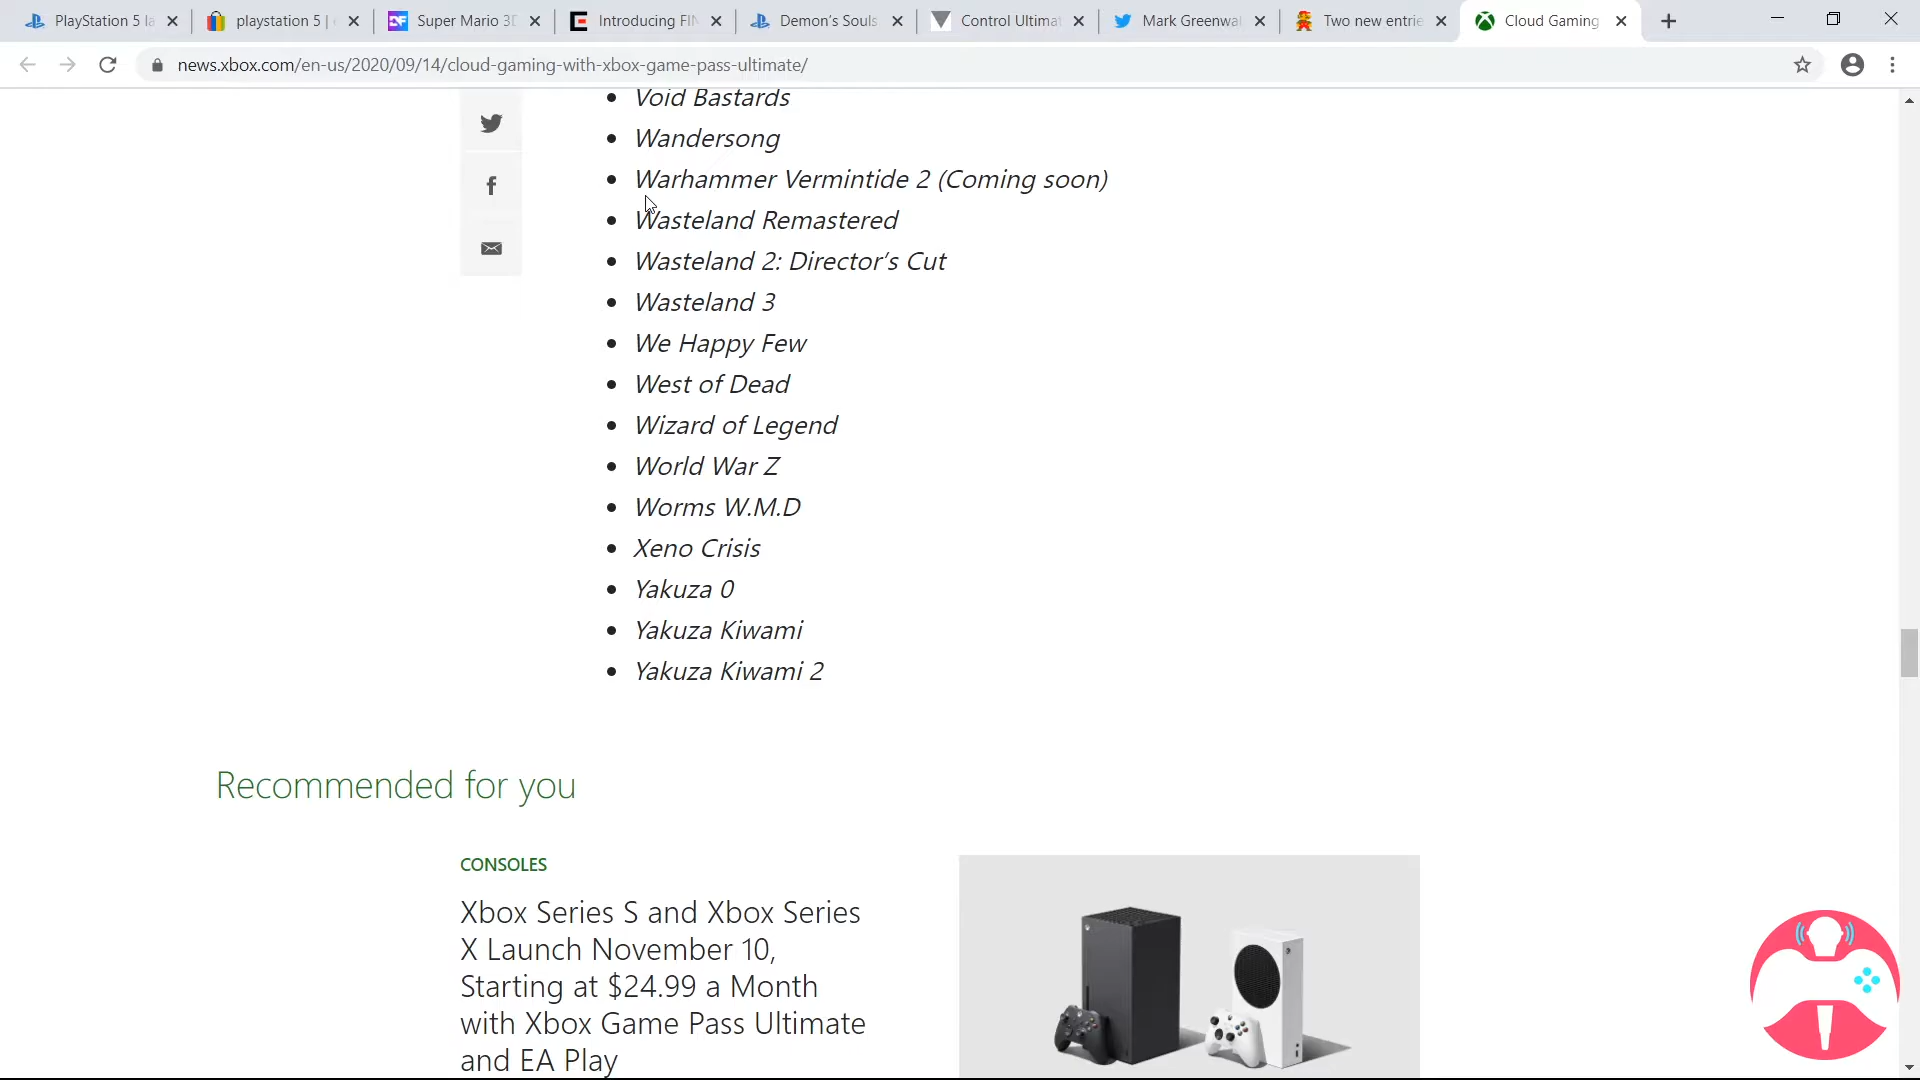 PlayStation 5 la
playstation 5 |
Super Mario 3D
Introducing FIN
Demon's Souls
Control Ultimat
Mark Greenwal
Two new entrie
Cloud Gaming
news.xbox.com/en-us/2020/09/14/cloud-gaming-with-xbox-game-pass-ultimate/
Void Bastards
Wandersong
Warhammer Vermintide 2 (Coming soon)
Wasteland Remastered
Wasteland 2: Director's Cut
Wasteland 3
We Happy Few
West of Dead
Wizard of Legend
World War Z
Worms W.M.D
Xeno Crisis
Yakuza 0
Yakuza Kiwami
Yakuza Kiwami 2
Recommended for you
CONSOLES
Xbox Series S and Xbox Series
X Launch November 10,
Starting at $24.99 a Month
with Xbox Game Pass Ultimate
and EA Play